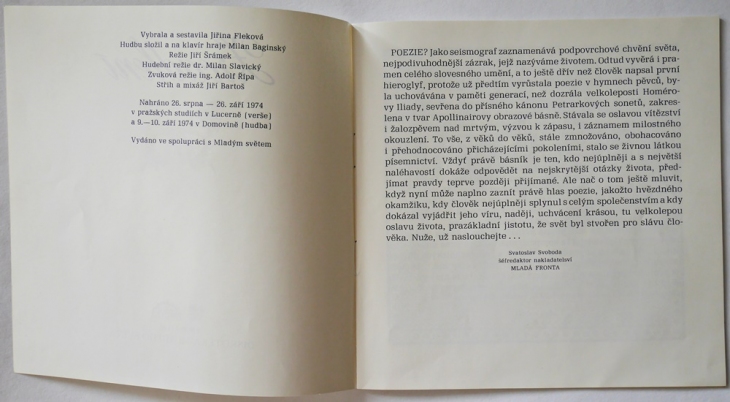 Vybrala a sestavila Jiřina Fleková
Hudbu složil a na klavír hraje Milan Báginský
Režie Jiří Šrámek
Hudební režie dr. Milan Slavický
Zvuková režie ing. Adolf Řípa
Střih a mixáž Jiří Bartoš
Nahráno 26. srpna — 26. září 1974
v pražských studiích v Lucerně (verše)
a 9.—10. září 1974 v Domovině (hudba)
Vydáno ve spolupráci s Mladým světem
POEZIE? Jako seismograf zaznamenává podpovrchové chvění světa,
nejpodivuhodnější zázrak, jejž nazýváme životem. Odtud vyvěrá i pra-
men celého slovesného umění, a to ještě dřív než člověk napsal první
hieroglyf, protože už předtím vyrůstala poezie v hymnech pěvců, by-
la uchovávána v paměti generací, než dozrála velkoleposti Homéro-
vy Iliady, sevřena do přísného kánonu Petrarkových sonetů, zakres-
lena v tvar Apollinairovy obrazové básně. Stávala se oslavou vítězství
i žalozpěvem nad mrtvým, výzvou k zápasu, i záznamem milostného
okouzlení. To vše, z věků do věků, stále zmnožováno, obohacováno
i přehodnocováno přicházejícími pokoleními, stalo se živnou látkou
písemnictví. Vždyť právě básník je ten, kdo nejúplněji a s největší
naléhavostí dokáže odpovědět na nejskrytější otázky života, před-
jímat pravdy teprve později přijímané. Ale nač o tom ještě mluvit,
když nyní může naplno zaznít právě hlas poezie, jakožto hvězdného
okamžiku, kdy člověk nejúplněji splynul s celým společenstvím a kdy
dokázal vyjádřit jeho víru, naději, uchvácení krásou, tu velkolepou
oslavu života, prazákladní jistotu, že svět byl stvořen pro slávu člo-
věka. Nuže, už naslouchejte . . .
Svatoslav Svoboda
šéfredaktor nakladatelství
MLADÁ FRONTA